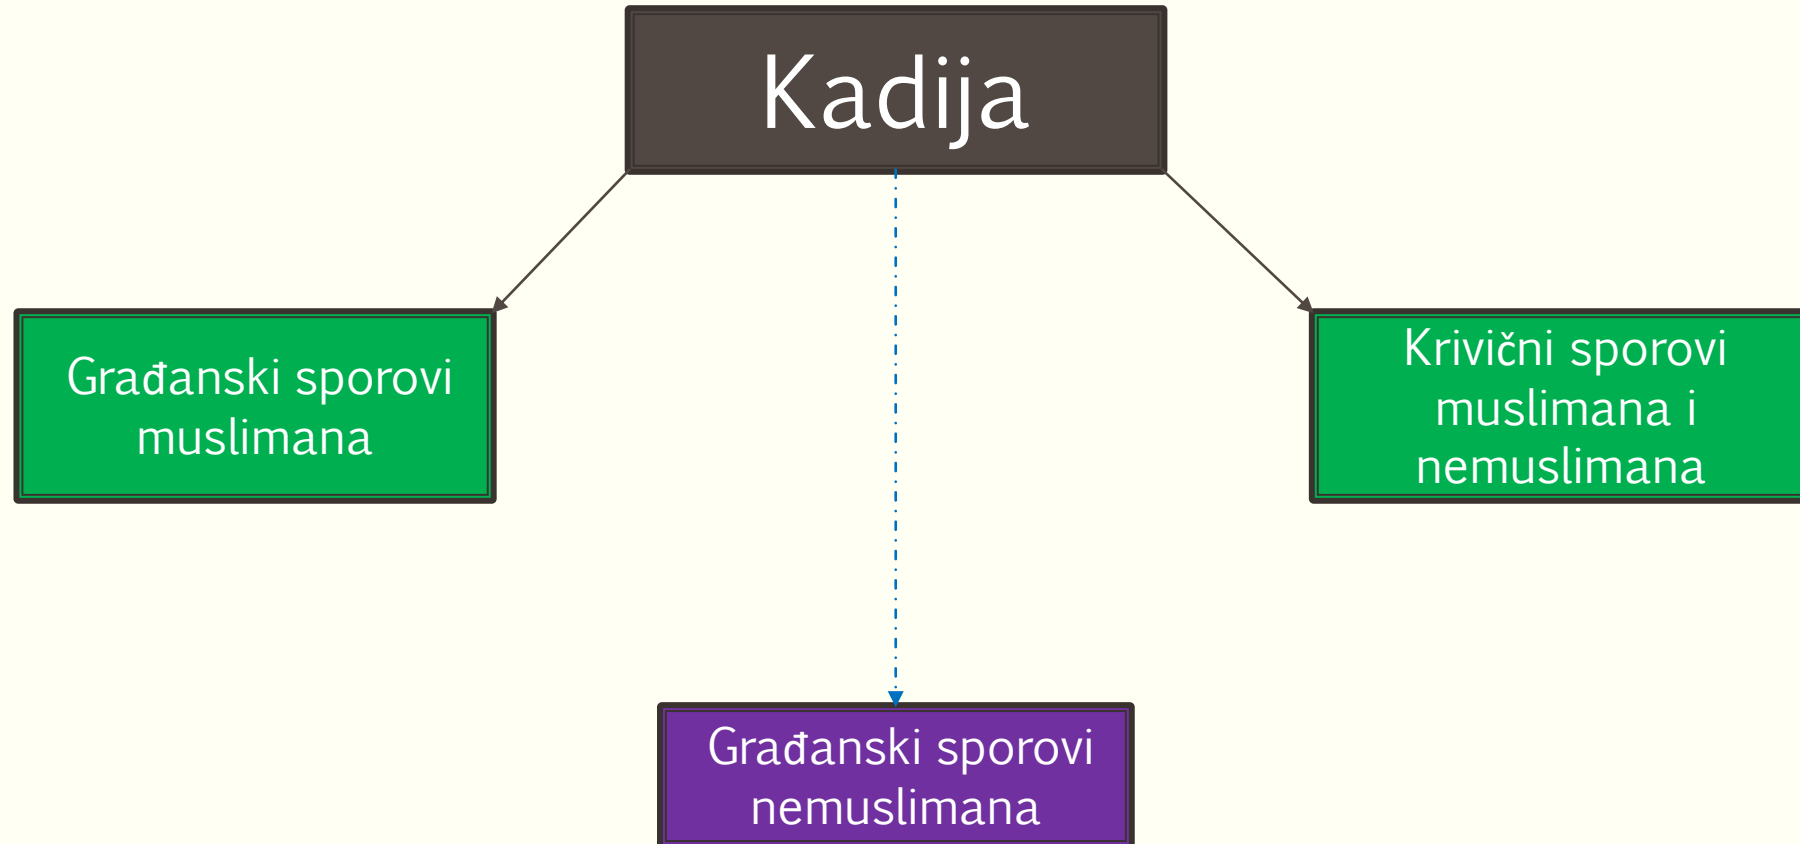 Kadija
Građanski sporovi
muslimana
Krivični sporovi
muslimana i
nemuslimana
Građanski sporovi
nemuslimana